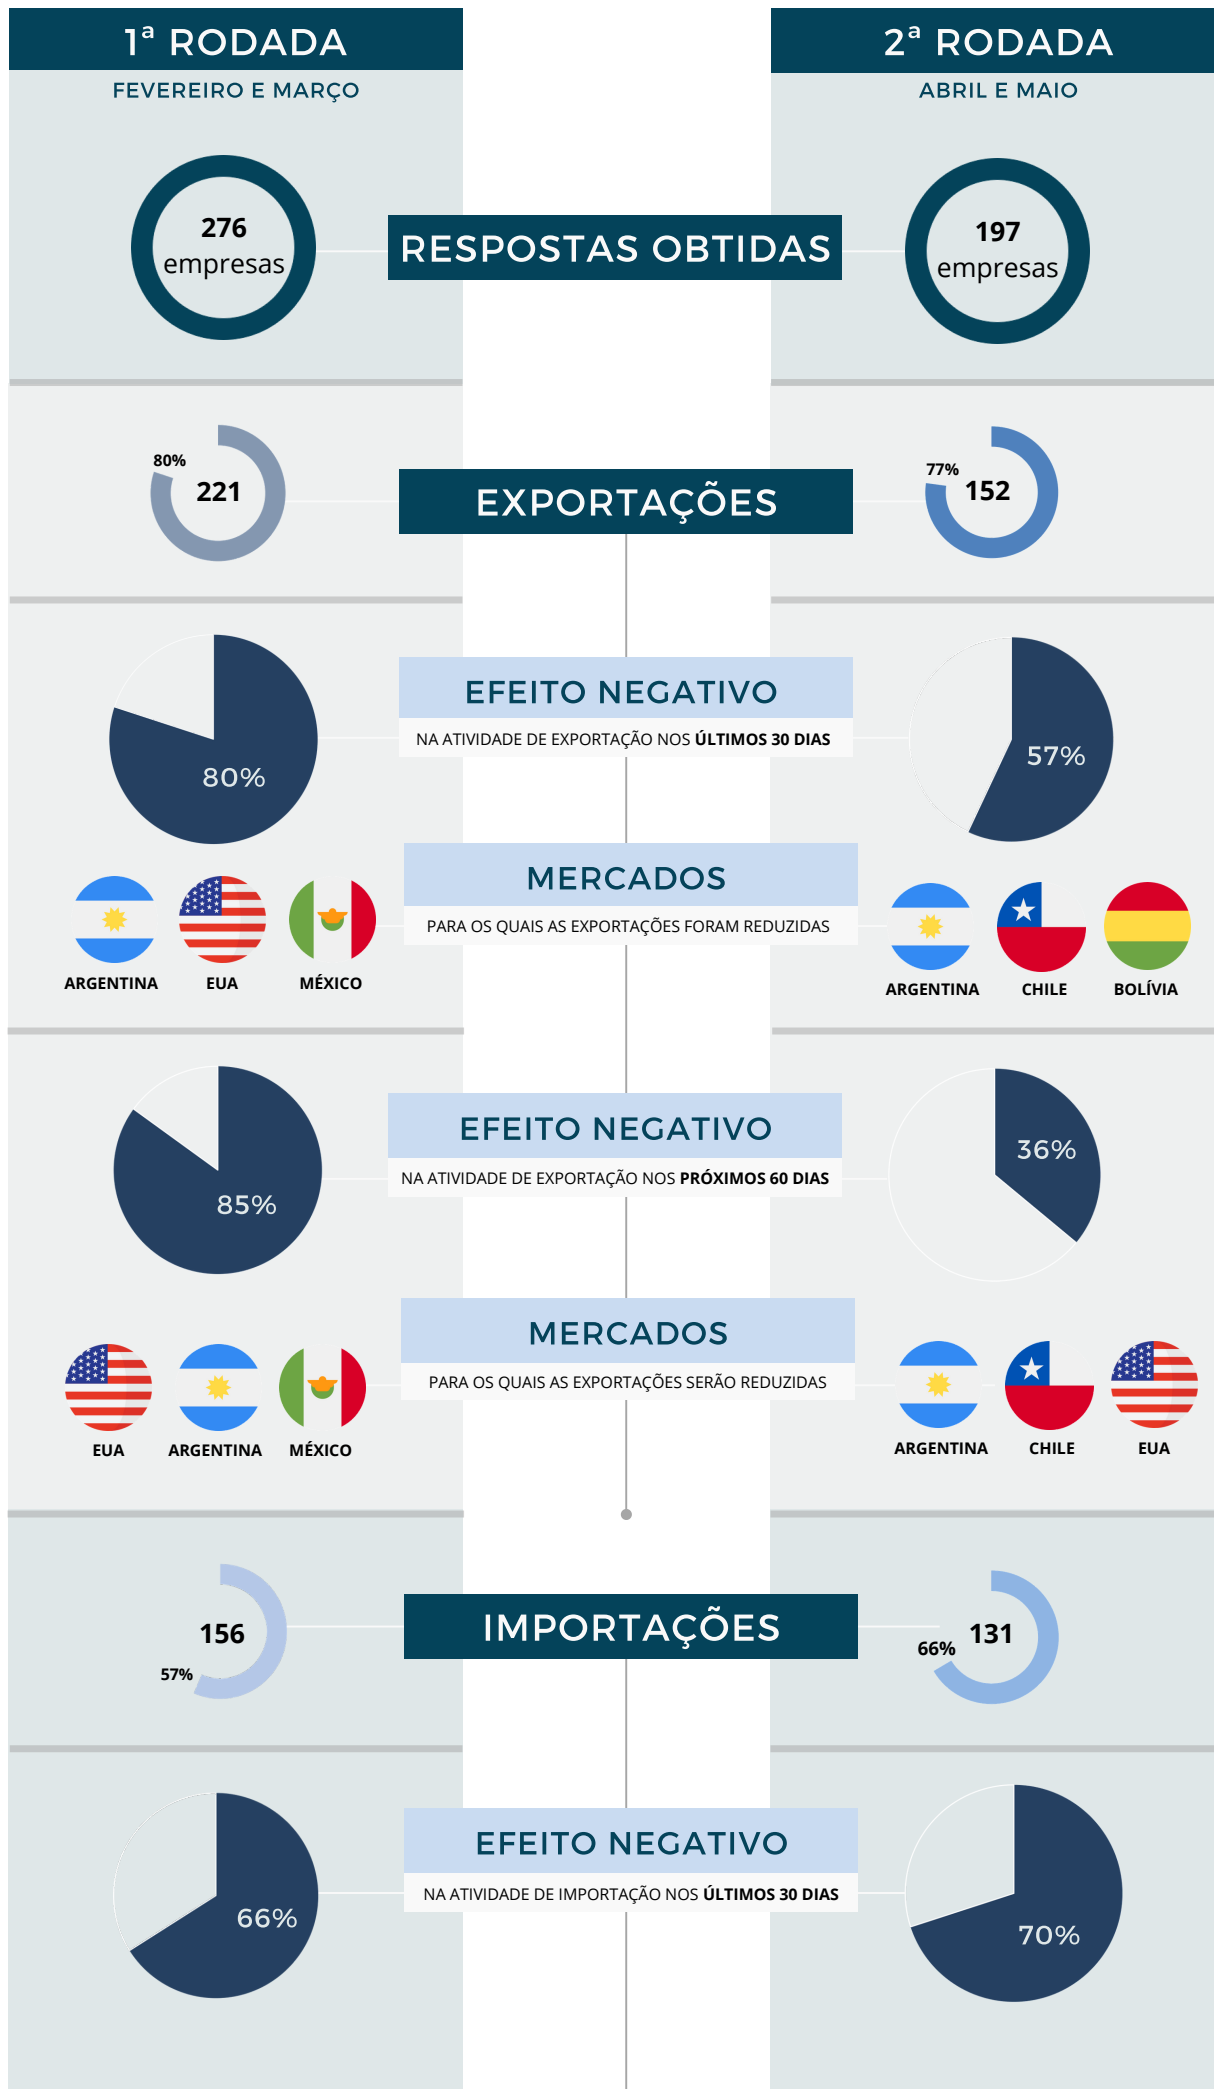 1ª RODADA
2ª RODADA
FEVEREIRO E MARÇO
ABRIL E MAIO
276
empresas
RESPOSTAS OBTIDAS
197
empresas
80%
221
EXPORTAÇÕES
77%
152
EFEITO NEGATIVO
NA ATIVIDADE DE EXPORTAÇÃO NOS ÚLTIMOS 30 DIAS
80%
57%
MERCADOS
PARA OS QUAIS AS EXPORTAÇÕES FORAM REDUZIDAS
ARGENTINA
EUA
MÉXICO
ARGENTINA
CHILE
BOLÍVIA
EFEITO NEGATIVO
NA ATIVIDADE DE EXPORTAÇÃO NOS PRÓXIMOS 60 DIAS
85%
36%
MERCADOS
PARA OS QUAIS AS EXPORTAÇÕES SERÃO REDUZIDAS
EUA
ARGENTINA
MÉXICO
ARGENTINA
CHILE
EUA
156
57%
IMPORTAÇÕES
66%
131
EFEITO NEGATIVO
NA ATIVIDADE DE IMPORTAÇÃO NOS ÚLTIMOS 30 DIAS
66%
70%